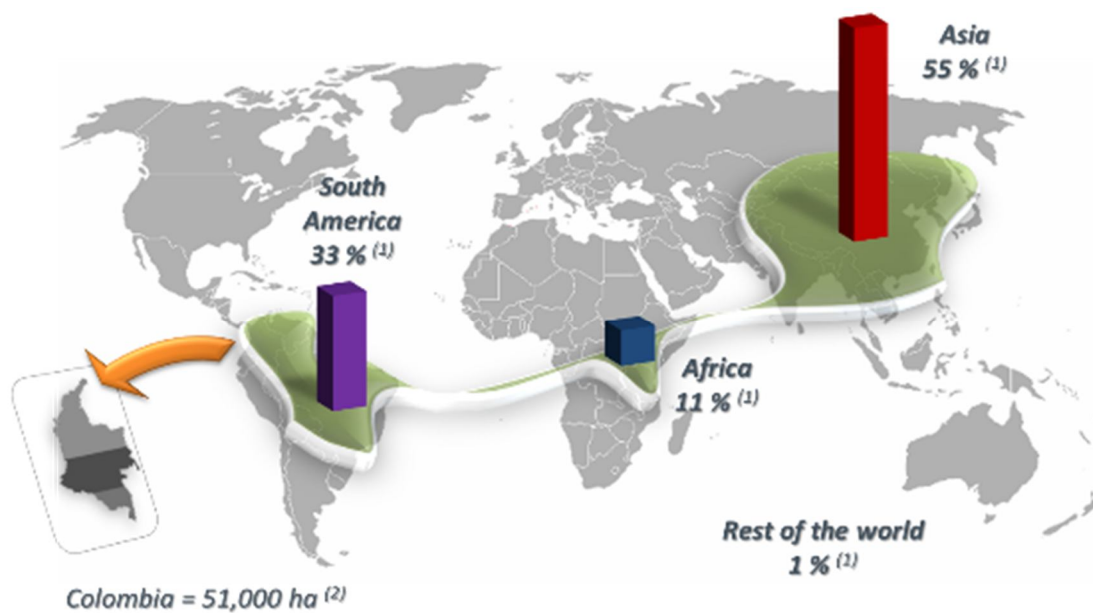 Asia
55 % (1)
South
America
33 % (1)
Africa
11 % (1)
Rest of the world
1 % (1)
Colombia = 51,000 ha (2)